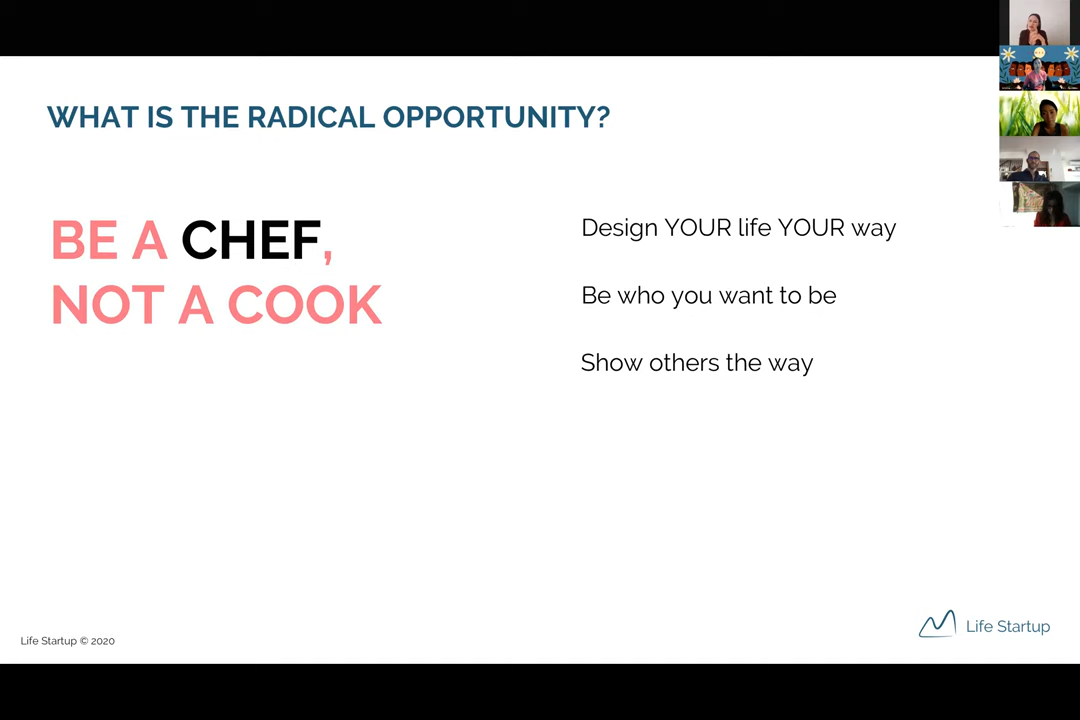 WHAT IS THE RADICAL OPPORTUNITY?
BE A CHEF,
NOT A COOK
Design YOUR life YOUR way
Be who you want to be
Show others the way
Life Startup © 2020
Life Startup